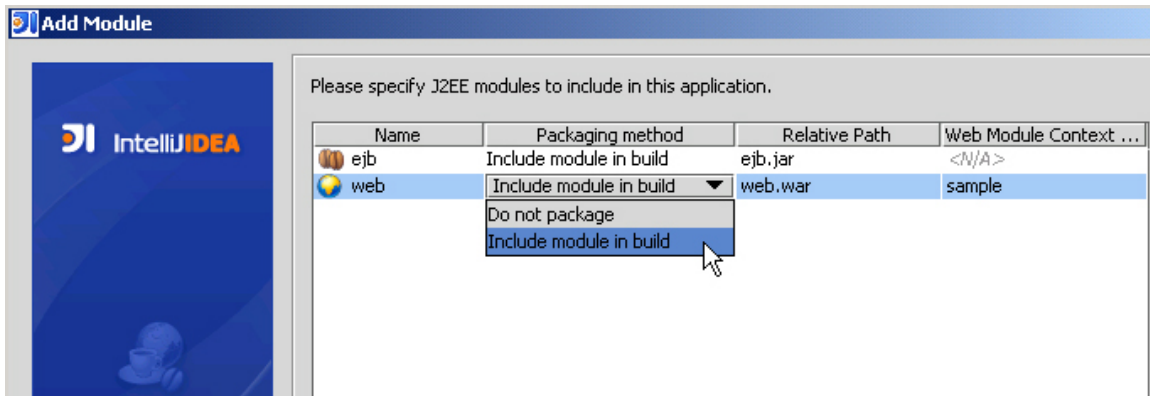 Add Module
IntelliJIDEA
Please specify J2EE modules to include in this application.
Name Packaging method Relative Path Web Module Context ...
ejb Include module in build ejb.jar <N/A>
web Include module in build web.war sample
Do not package
Include module in build